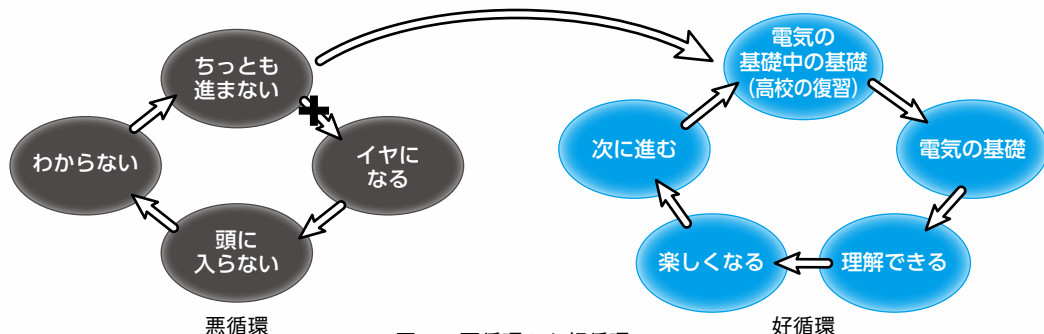 ちっとも
進まない
イヤに
なる
頭に
入らない
わからない
悪循環
電気の
基礎中の基礎
(高校の復習)
電気の基礎
理解できる
楽しくなる
次に進む
好循環